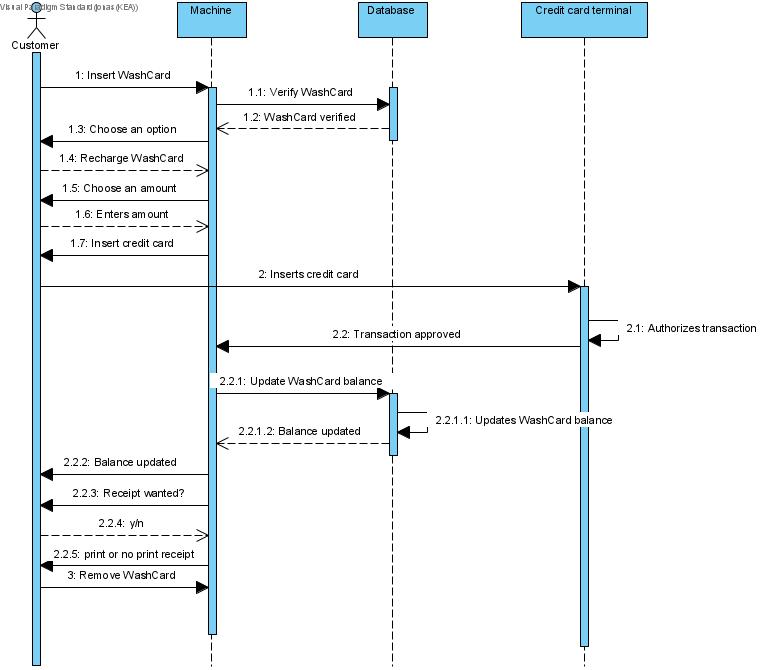 Visual Paradigm Standard (jonas (KEA))
Customer
Machine
Database
Credit card terminal
1: Insert WashCard
1.1: Verify WashCard
1.2: WashCard verified
1.3: Choose an option
1.4: Recharge WashCard
1.5: Choose an amount
1.6: Enters amount
1.7: Insert credit card
2: Inserts credit card
2.1: Authorizes transaction
2.2: Transaction approved
2.2.1: Update WashCard balance
2.2.1.1: Updates WashCard balance
2.2.1.2: Balance updated
2.2.2: Balance updated
2.2.3: Receipt wanted?
2.2.4: y/n
2.2.5: print or no print receipt
3: Remove WashCard